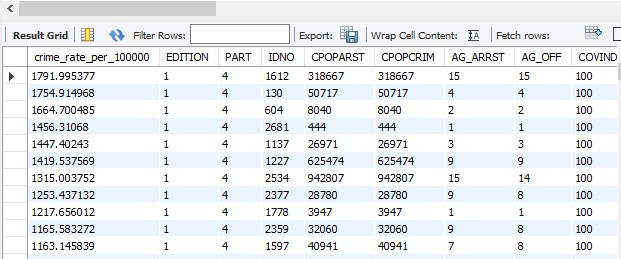 Result Grid Filter Rows: Export: Wrap Cell Content: IA Fetch rows:
crime_rate_per_100000 EDITION PART IDNO CPOPARST CPOPCRIM AG_ARRST AG_OFF COVIND
1791.995377 1 4 1612 318667 318667 15 15 100
1754.914968 1 4 130 50717 50717 4 4 100
1664.700485 1 4 604 8040 8040 2 2 100
1456.31068 1 4 2681 444 444 1 1 100
1447.40243 1 4 1137 26971 26971 3 3 100
1419.537569 1 4 1227 625474 625474 9 9 100
1315.003752 1 4 2534 942807 942807 15 14 100
1253.437132 1 4 2377 28780 28780 9 8 100
1217.656012 1 4 1778 3947 3947 1 1 100
1165.583272 1 4 2359 32060 32060 9 8 100
1163.145839 1 4 1597 40941 40941 7 8 100